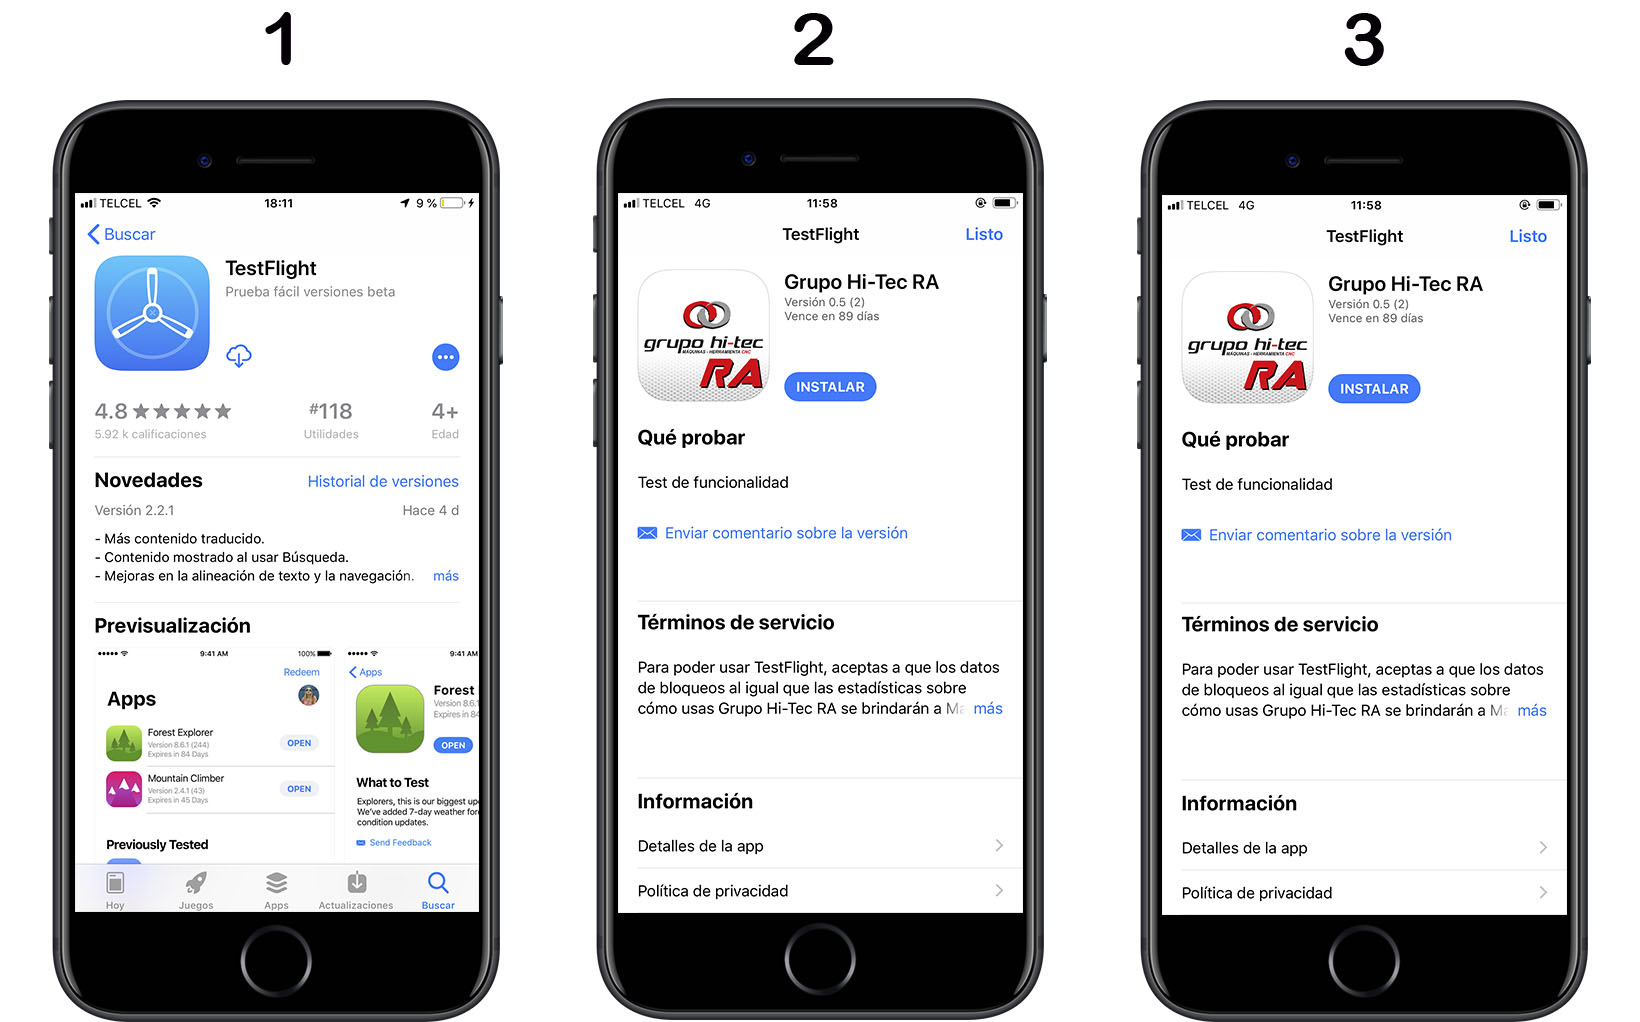 1
2
3
TELCEL
18:11
9 %
Buscar
TestFlight
Prueba fácil versiones beta
4.8
#118
4+
5.92 k calificaciones
Utilidades
Edad
Novedades
Historial de versiones
Versión 2.2.1
Hace 4 d
- Más contenido traducido.
- Contenido mostrado al usar Búsqueda.
- Mejoras en la alineación de texto y la navegación.
más
Previsualización
9:41 AM
100%
Redeem
Apps
Forest Explorer
Version 8.6.1 (244)
Expires in 84 Days
OPEN
Mountain Climber
Version 2.4.1 (43)
Expires in 45 Days
OPEN
Previously Tested
9:41 AM
Apps
Forest
Version 8.6.
Expires in 84
OPEN
What to Test
Explorers, this is our biggest
We've added 7-day weather
condition updates.
Send Feedback
Hoy
Juegos
Apps
Actualizaciones
Buscar
TELCEL 4G
11:58
TestFlight
Listo
grupo hi-tec
MÁQUINAS - HERRAMIENTA CNC
RA
Grupo Hi-Tec RA
Versión 0.5 (2)
Vence en 89 días
INSTALAR
Qué probar
Test de funcionalidad
Enviar comentario sobre la versión
Términos de servicio
Para poder usar TestFlight, aceptas a que los datos
de bloqueos al igual que las estadísticas sobre
cómo usas Grupo Hi-Tec RA se brindarán a Ma más
Información
Detalles de la app
Política de privacidad
TELCEL 4G
11:58
TestFlight
Listo
grupo hi-tec
MÁQUINAS - HERRAMIENTA CNC
RA
Grupo Hi-Tec RA
Versión 0.5 (2)
Vence en 89 días
INSTALAR
Qué probar
Test de funcionalidad
Enviar comentario sobre la versión
Términos de servicio
Para poder usar TestFlight, aceptas a que los datos
de bloqueos al igual que las estadísticas sobre
cómo usas Grupo Hi-Tec RA se brindarán a Ma más
Información
Detalles de la app
Política de privacidad